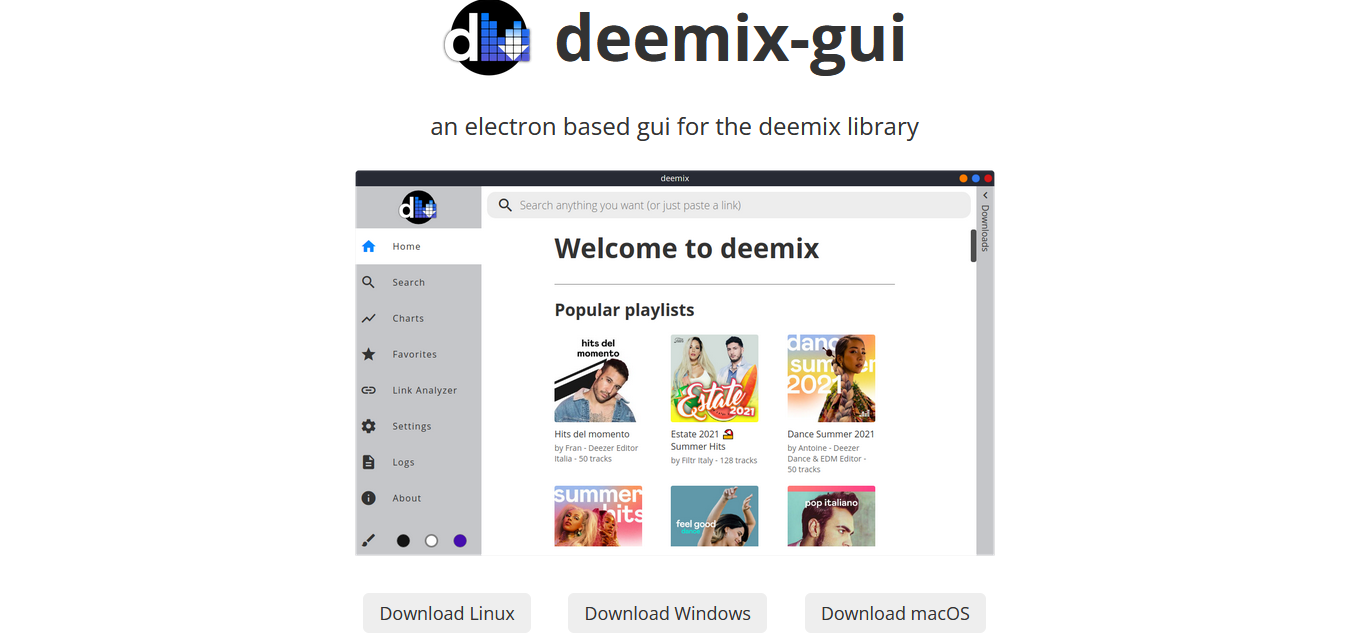 d
deemix-gui
an electron based gui for the deemix library
deemix
d
Search anything you want (or just paste a link)
Downloads
Home
Search
Charts
Favorites
Link Analyzer
Settings
Logs
About
Welcome to deemix
Popular playlists
hits del
momento
Estate
2021
dance
summer
2021
Hits del momento
by Fran - Deezer Editor
Italia - 50 tracks
Estate 2021
Summer Hits
by Filtr Italy - 128 tracks
Dance Summer 2021
by Antoine - Deezer
Dance & EDM Editor -
50 tracks
summer
hits
feel good
pop italiano
Download Linux
Download Windows
Download macOS